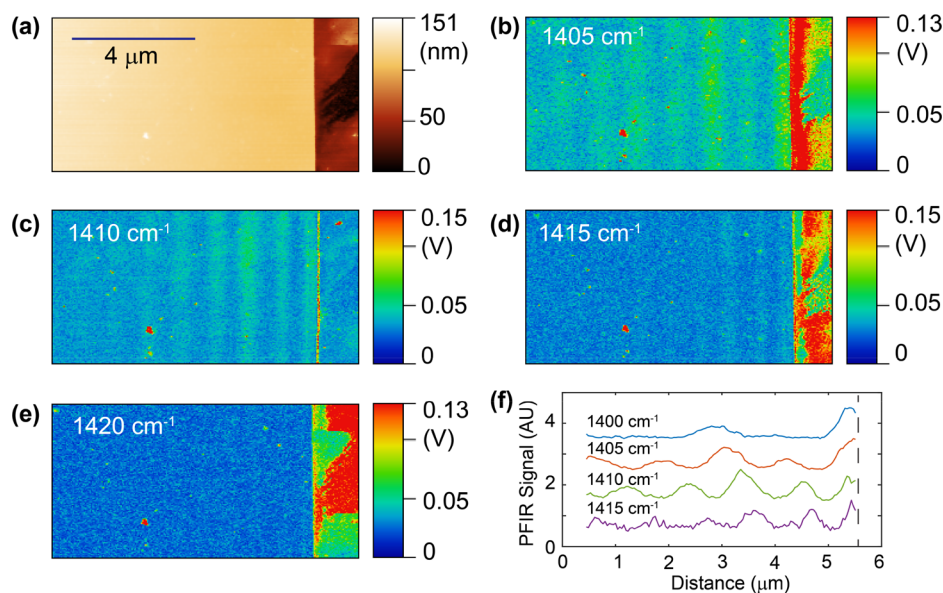 (a)
4 μm
151
(nm)
50
0
(b)
1405 cm⁻¹
0.13
(V)
0.05
0
(c)
1410 cm⁻¹
0.15
(V)
0.05
0
(d)
1415 cm⁻¹
0.15
(V)
0.05
0
(e)
1420 cm⁻¹
0.13
(V)
0.05
0
(f)
PFIR Signal (AU)
4
2
0
1400 cm⁻¹
1405 cm⁻¹
1410 cm⁻¹
1415 cm⁻¹
0 1 2 3 4 5 6
Distance (μm)